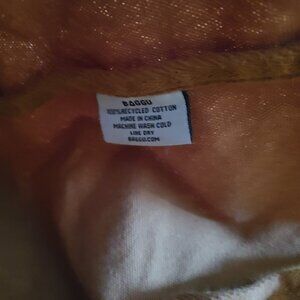 BAGGU
100% RECYCLED COTTON
MADE IN CHINA
MACHINE WASH COLD
LINE DRY
BAGGU.COM